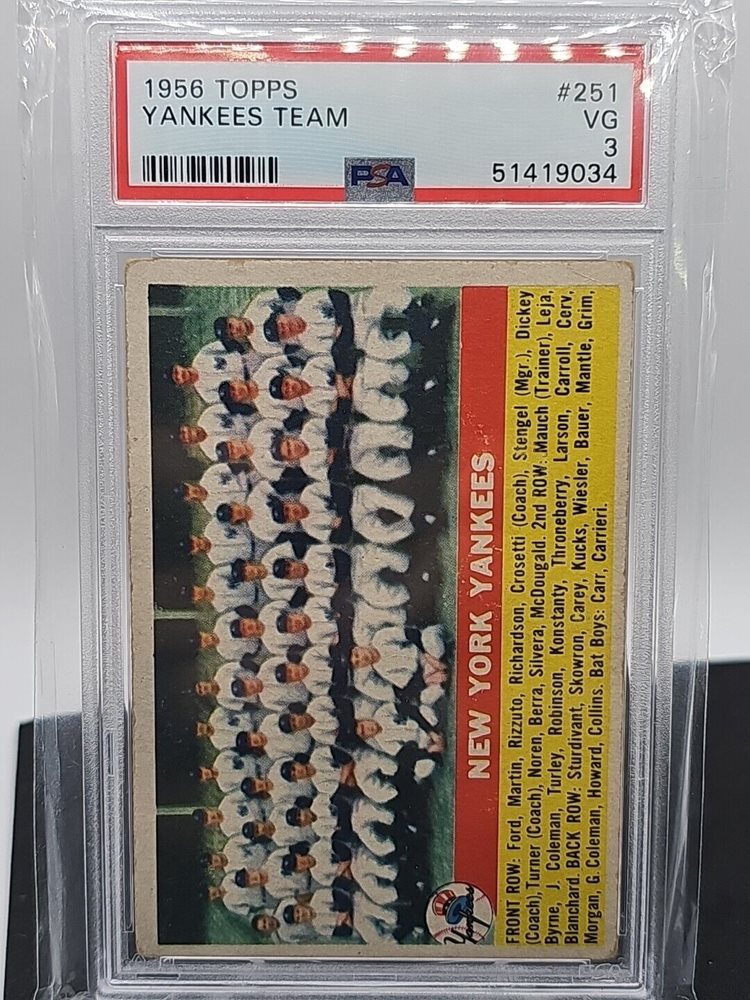 1956 TOPPS #251
YANKEES TEAM VG
3
PSA 51419034
NEW YORK YANKEES
Yankees
FRONT ROW: Ford, Martin, Rizzuto, Richardson, Crosetti (Coach), Stengel (Mgr.), Dickey
(Coach), Turner (Coach), Noren, Berra, Silvera, McDougald. 2nd ROW: Mauch (Trainer), Leja,
Byrne, J. Coleman, Turley, Robinson, Konstanty, Throneberry, Larson, Carroll, Cerv,
Blanchard. BACK ROW: Sturdivant, Skowron, Carey, Kucks, Wiesler, Bauer, Mantle, Grim,
Morgan, G. Coleman, Howard, Collins. Bat Boys: Carr, Carrieri.